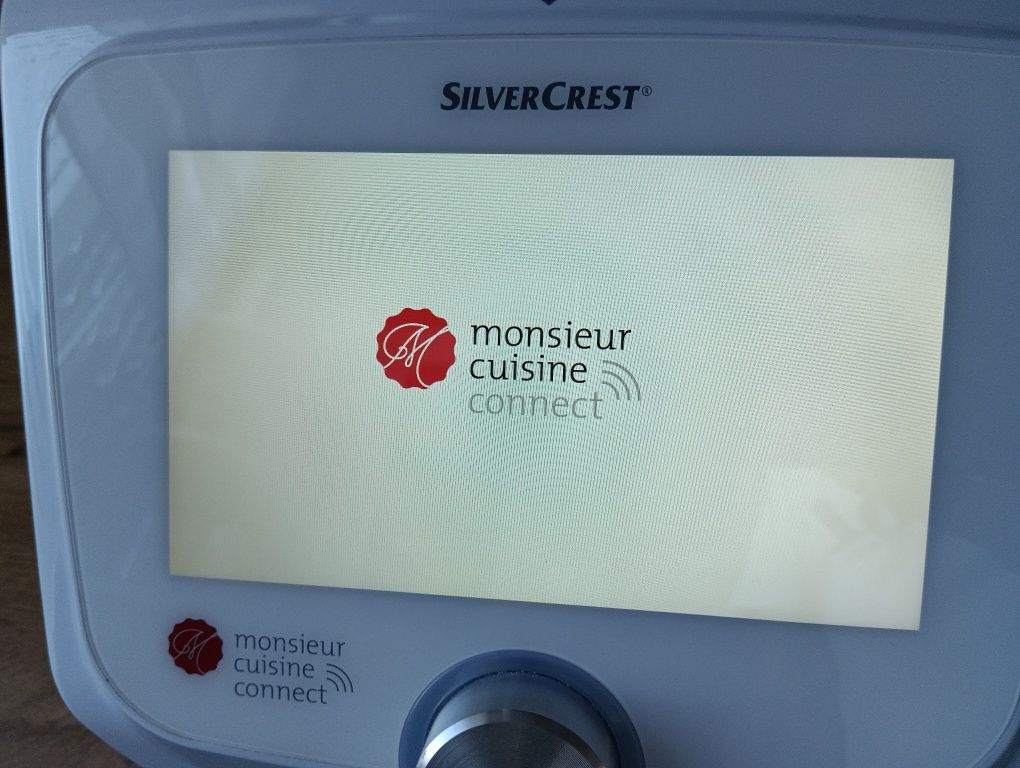 SILVERCREST®
monsieur
cuisine
connect
monsieur
cuisine
connect